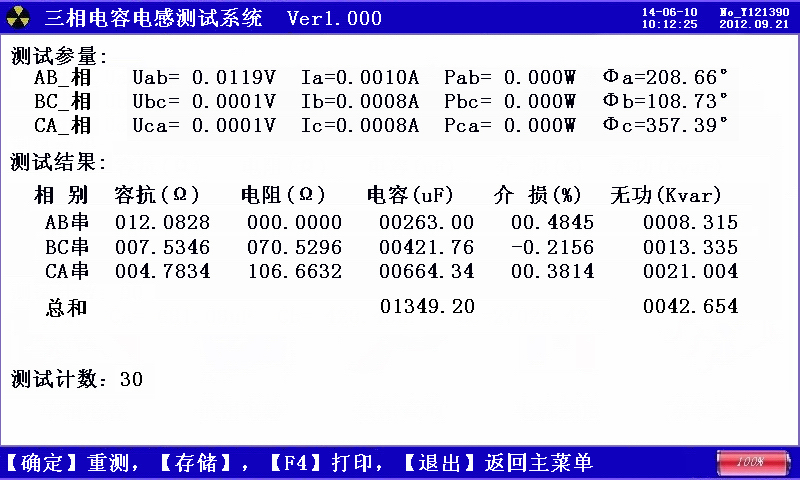 三相电容电感测试系统 Ver1.000 14-06-10 No_Y121390
10:12:25 2012.09.21
测试参量:
AB_相 Uab= 0.0119V Ia=0.0010A Pab= 0.000W Φa=208.66°
BC_相 Ubc= 0.0001V Ib=0.0008A Pbc= 0.000W Φb=108.73°
CA_相 Uca= 0.0001V Ic=0.0008A Pca= 0.000W Φc=357.39°
测试结果:
相 别 容抗(Ω) 电阻(Ω) 电容(uF) 介 损(%) 无功(Kvar)
AB串 012.0828 000.0000 00263.00 00.4845 0008.315
BC串 007.5346 070.5296 00421.76 -0.2156 0013.335
CA串 004.7834 106.6632 00664.34 00.3814 0021.004
总和 01349.20 0042.654
测试计数: 30
【确定】重测,【存储】,【F4】打印,【退出】返回主菜单 100%